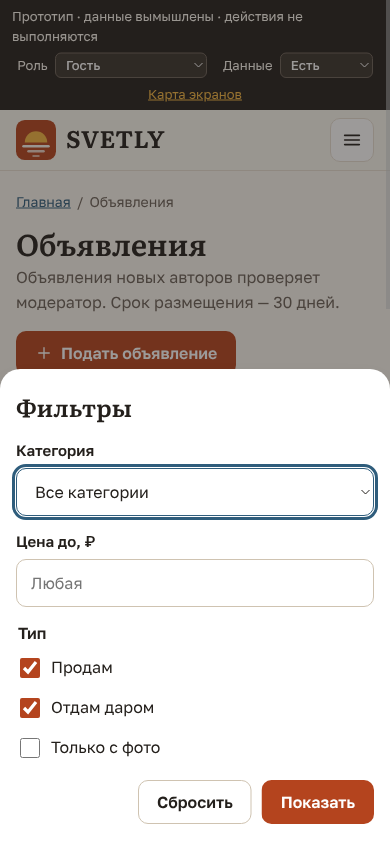 Прототип · данные вымышлены · действия не
выполняются
Роль Гость Данные Есть
Карта экранов
SVETLY
Главная / Объявления
Объявления
Объявления новых авторов проверяет
модератор. Срок размещения — 30 дней.
+ Подать объявление
Фильтры
Категория
Все категории
Цена до, ₽
Любая
Тип
Продам
Отдам даром
Только с фото
Сбросить Показать